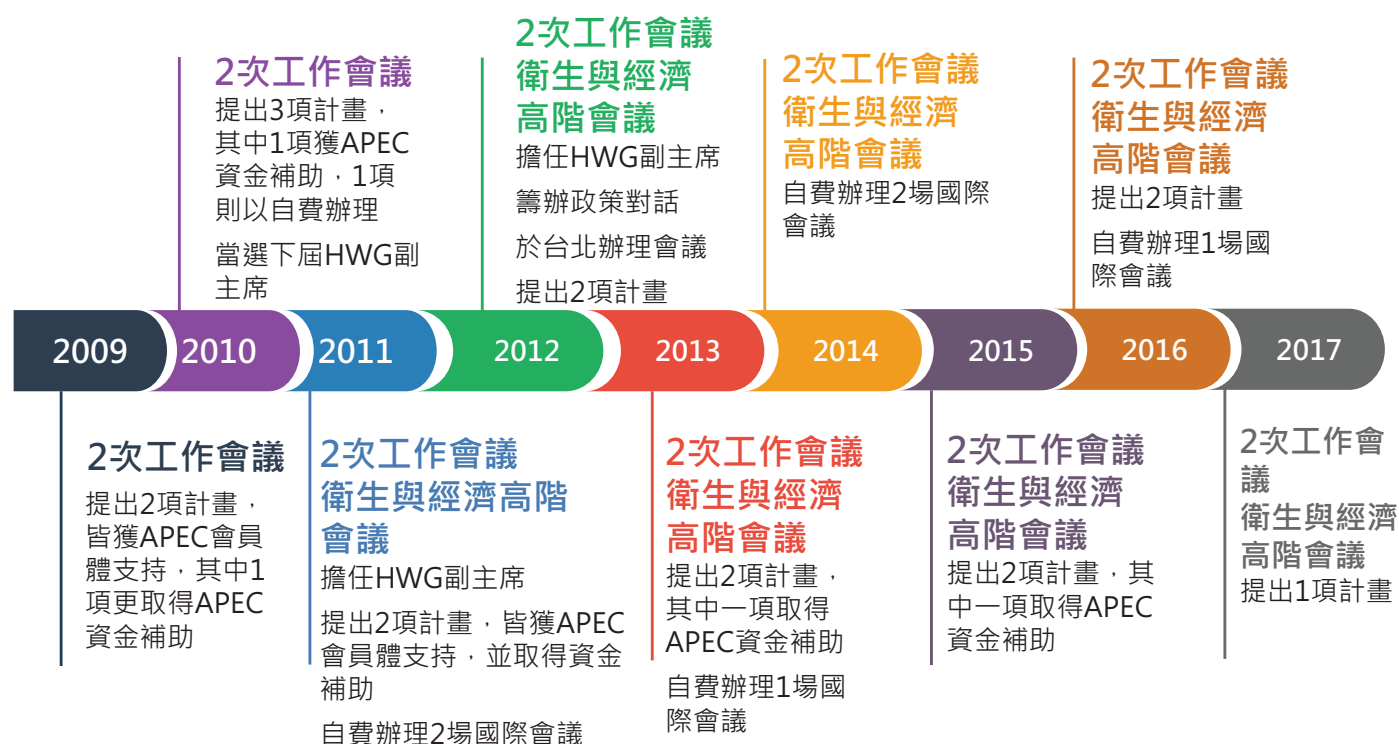 2次工作會議
提出3項計畫，
其中1項獲APEC
資金補助，1項
則以自費辦理
當選下屆HWG副
主席
2次工作會議
衛生與經濟
高階會議
擔任HWG副主席
籌辦政策對話
於台北辦理會議
提出2項計畫
2次工作會議
衛生與經濟
高階會議
自費辦理2場國際
會議
2次工作會議
衛生與經濟
高階會議
提出2項計畫
自費辦理1場國
際會議
2009
2010
2011
2012
2013
2014
2015
2016
2017
2次工作會議
提出2項計畫，
皆獲APEC會員
體支持，其中1
項更取得APEC
資金補助
2次工作會議
衛生與經濟高階
會議
擔任HWG副主席
提出2項計畫，皆獲APEC
會員體支持，並取得資金
補助
自費辦理2場國際會議
2次工作會議
衛生與經濟
高階會議
提出2項計畫，
其中一項取得
APEC資金補助
自費辦理1場國
際會議
2次工作會議
衛生與經濟
高階會議
提出2項計畫，其
中一項取得APEC
資金補助
2次工作會
議
衛生與經濟
高階會議
提出1項計畫